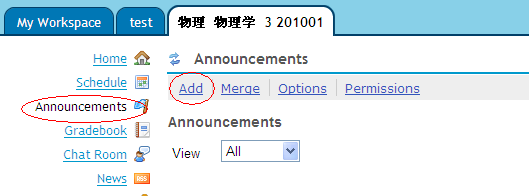 My Workspace test 物理 物理学 3 201001
Home
Schedule
Announcements
Gradebook
Chat Room
News RSS
Announcements
Add Merge Options Permissions
Announcements
View All